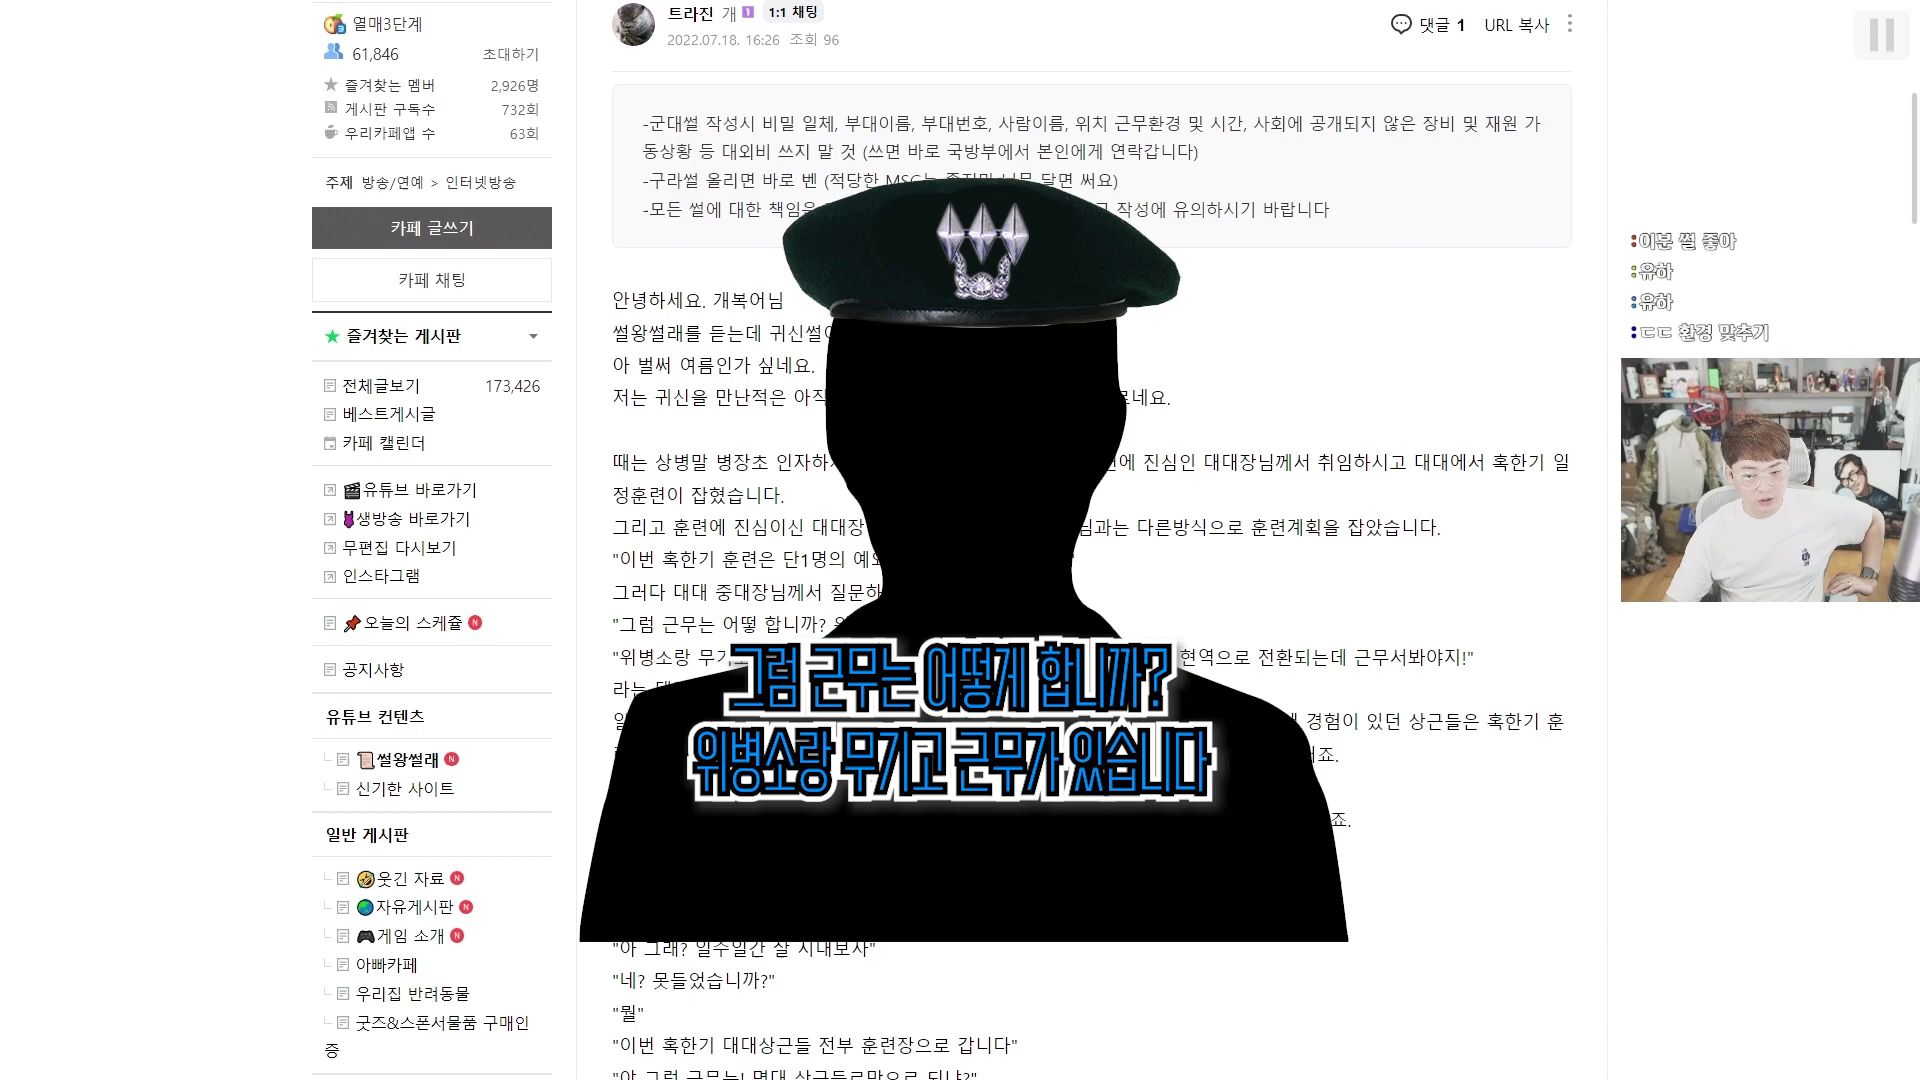 열매3단계
61,846 초대하기
즐겨찾는 멤버 2,926명
게시판 구독수 732회
우리카페앱 수 63회
주제 방송/연예 > 인터넷방송
카페 글쓰기
카페 채팅
즐겨찾는 게시판
전체글보기 173,426
베스트게시글
카페 캘린더
유튜브 바로가기
생방송 바로가기
무편집 다시보기
인스타그램
오늘의 스케쥴 N
공지사항
유튜브 컨텐츠
썰왕썰래 N
신기한 사이트
일반 게시판
웃긴 자료 N
자유게시판 N
게임 소개 N
아빠카페
우리집 반려동물
굿즈&스폰서물품 구매인
증
트라진 개 1 1:1 채팅
2022.07.18. 16:26 조회 96
댓글 1 URL 복사
-군대썰 작성시 비밀 일체, 부대이름, 부대번호, 사람이름, 위치 근무환경 및 시간, 사회에 공개되지 않은 장비 및 재원 가
동상황 등 대외비 쓰지 말 것 (쓰면 바로 국방부에서 본인에게 연락갑니다)
-구라썰 올리면 바로 벤 (적당한 달면 써요)
-모든 썰에 대한 책임은 작성에 유의하시기 바랍니다
안녕하세요. 개복어님
썰왕썰래를 듣는데
아 벌써 여름인가 싶네요.
저는 귀신을 만난적은
때는 상병말 병장초 진심인 대대장님께서 취임하시고 대대에서 혹한기 일
정훈련이 잡혔습니다.
그리고 훈련에 진심이신 다른방식으로 훈련계획을 잡았습니다.
"이번 혹한기 훈련은 단1명의
그러다 대대 중대장님께서
"그럼 근무는 어떻 합니까?
"위병소랑 현역으로 전환되는데 근무서봐야지!"
경험이 있던 상근들은 혹한기 훈
그럼 근무는 어떻게 합니까?
위병소랑 무기고 근무가 있습니다
"아 그래? 일주일간 잘 지내보자"
"네? 못들었습니까?"
"뭘"
"이번 혹한기 대대상근들 전부 훈련장으로 갑니다"
:이분 썰 좋아
:유하
:유하
:ㄷㄷ 환경 맞추기